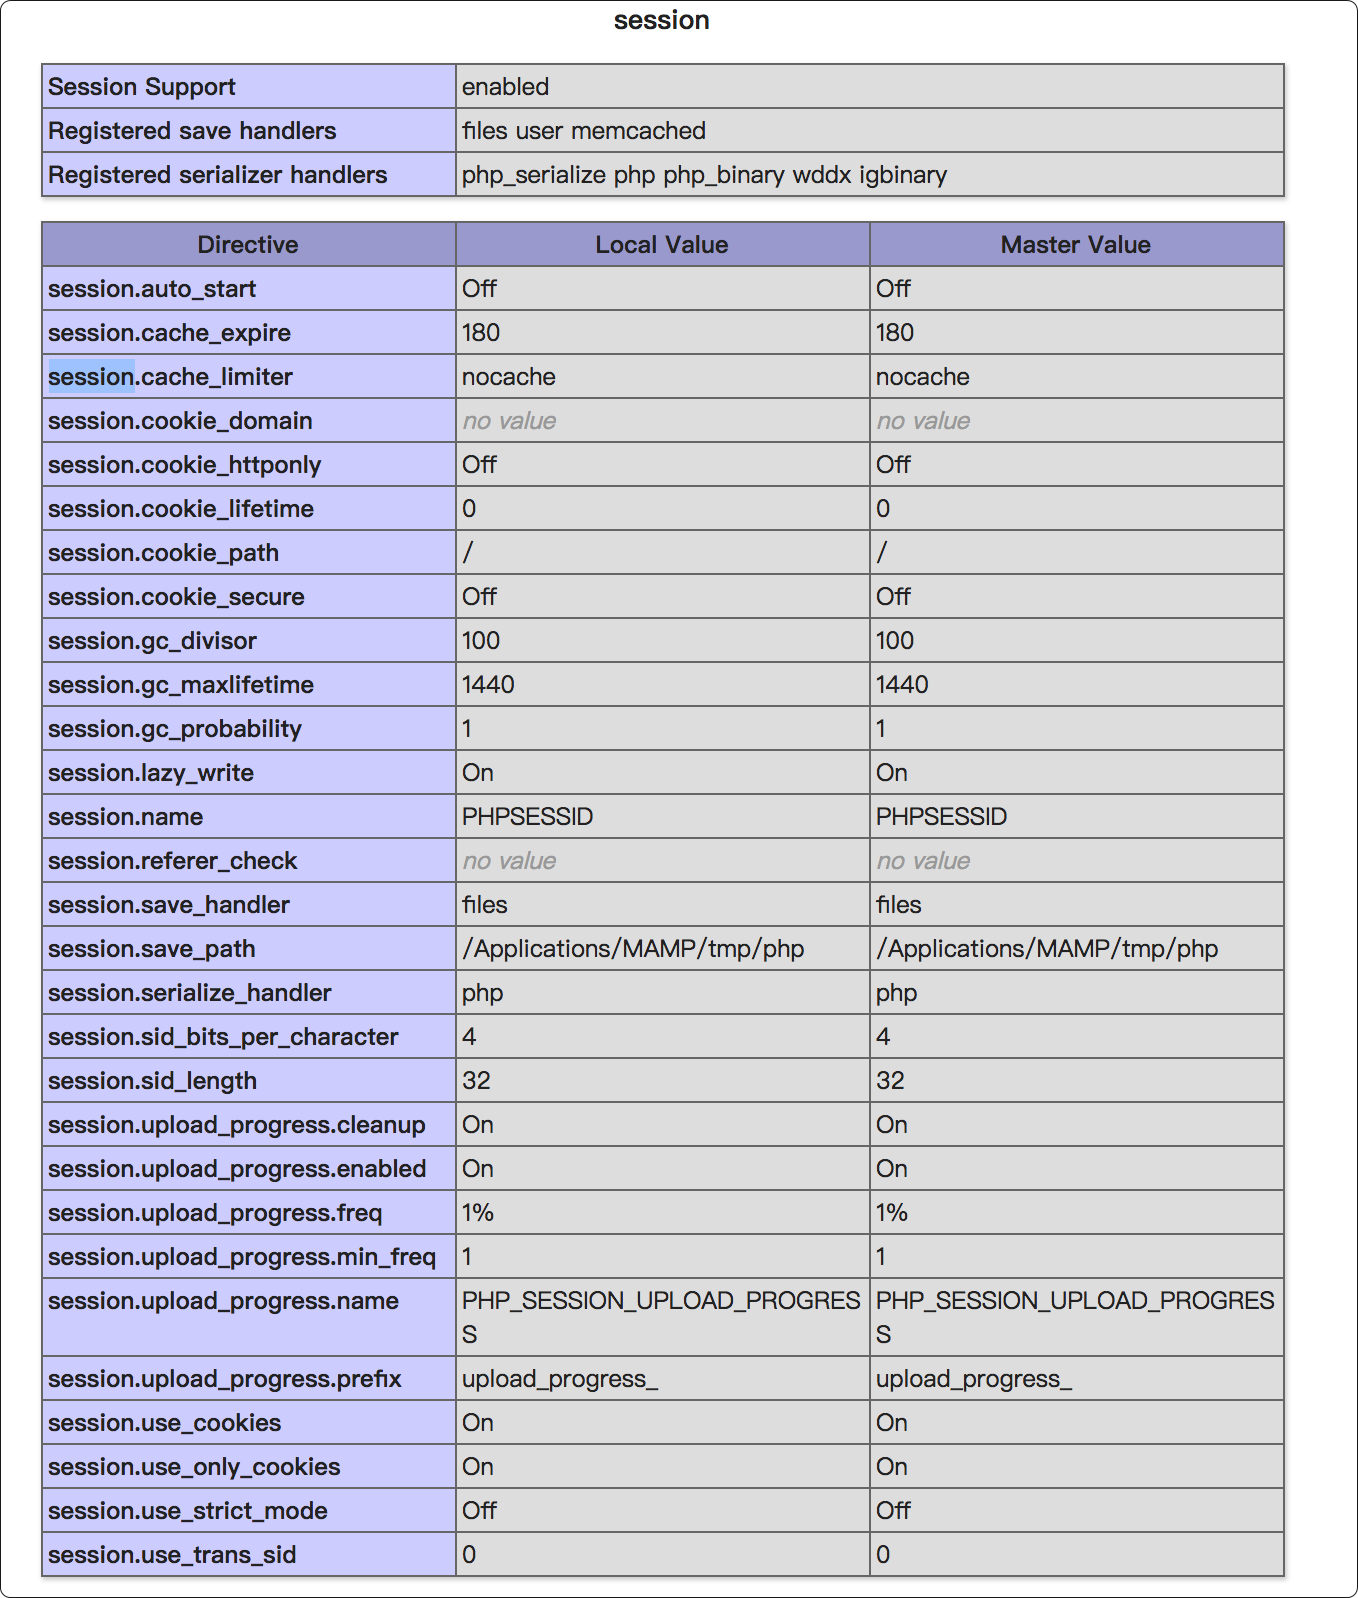 session
Session Support enabled
Registered save handlers files user memcached
Registered serializer handlers php_serialize php php_binary wddx igbinary
Directive Local Value Master Value
session.auto_start Off Off
session.cache_expire 180 180
session.cache_limiter nocache nocache
session.cookie_domain no value no value
session.cookie_httponly Off Off
session.cookie_lifetime 0 0
session.cookie_path / /
session.cookie_secure Off Off
session.gc_divisor 100 100
session.gc_maxlifetime 1440 1440
session.gc_probability 1 1
session.lazy_write On On
session.name PHPSESSID PHPSESSID
session.referer_check no value no value
session.save_handler files files
session.save_path /Applications/MAMP/tmp/php /Applications/MAMP/tmp/php
session.serialize_handler php php
session.sid_bits_per_character 4 4
session.sid_length 32 32
session.upload_progress.cleanup On On
session.upload_progress.enabled On On
session.upload_progress.freq 1% 1%
session.upload_progress.min_freq 1 1
session.upload_progress.name PHP_SESSION_UPLOAD_PROGRES PHP_SESSION_UPLOAD_PROGRES
S S
session.upload_progress.prefix upload_progress_ upload_progress_
session.use_cookies On On
session.use_only_cookies On On
session.use_strict_mode Off Off
session.use_trans_sid 0 0